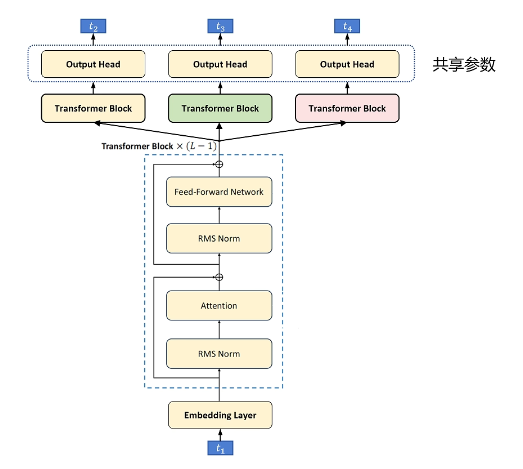 t₂ t₃ t₄
Output Head Output Head Output Head 共享参数
Transformer Block Transformer Block Transformer Block
Transformer Block × (L − 1)
Feed-Forward Network
RMS Norm
Attention
RMS Norm
Embedding Layer
t₁